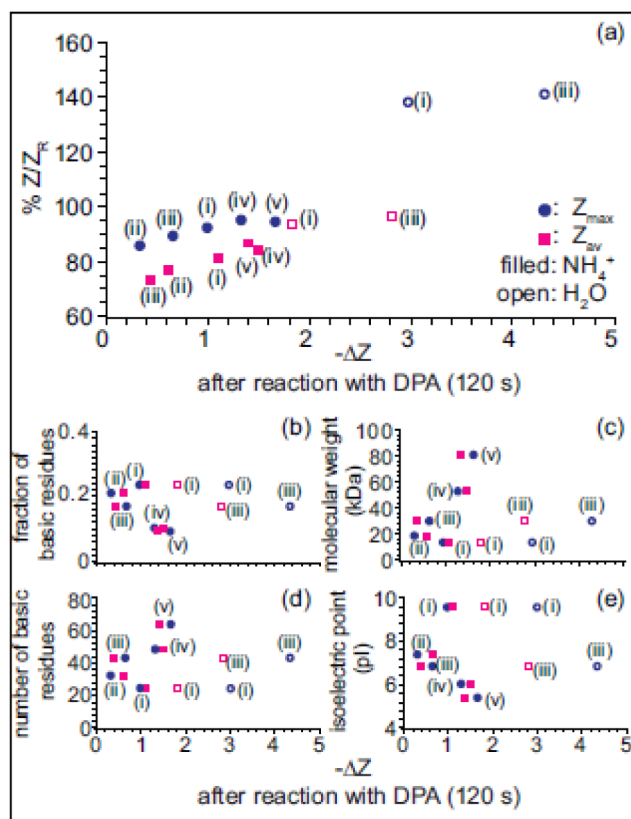 (a)
160
140
120
100
80
60
% Z/Z_R
(i) (iii)
(ii) (iii) (i) (iv) (v) (i) (iii)
(iii) (ii) (i) (v) (iv)
●: Z_max
■: Z_av
filled: NH₄⁺
open: H₂O
0 1 2 3 4 5
-ΔZ
after reaction with DPA (120 s)
(b)
0.4
0.2
0
fraction of
basic residues
(ii) (i) (i) (i)
(iii) (iv) (v) (iii) (iii)
(c)
100
80
60
40
20
0
molecular weight
(kDa)
(v)
(iv)
(iii) (iii) (iii)
(ii) (i) (i) (i)
(d)
80
60
40
20
0
number of basic
residues
(v)
(iii) (iv) (iii) (iii)
(ii) (i) (i) (i)
0 1 2 3 4 5
(e)
10
8
6
4
isoelectric point
(pI)
(i) (i) (i)
(ii) (iii) (iii) (iii)
(iv) (v)
0 1 2 3 4 5
-ΔZ
after reaction with DPA (120 s)